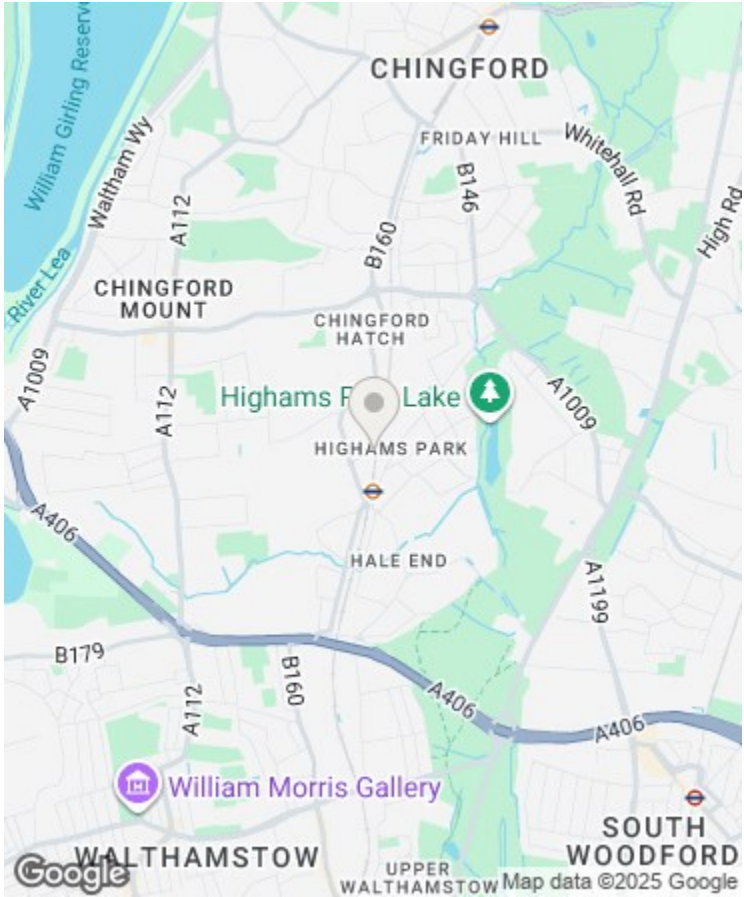 CHINGFORD
William Girling Reserv
Waltham Wy
FRIDAY HILL
Whitehall Rd
B146
High Rd
A112
B160
River Lea
CHINGFORD
MOUNT
CHINGFORD
HATCH
A1009
A112
Highams
Lake
A1009
HIGHAMS PARK
A406
HALE END
A1199
B179
B160
A112
A406
A406
William Morris Gallery
SOUTH
WOODFORD
WALTHAMSTOW
UPPER
WALTHAMSTOW
Google
Map data ©2025 Google